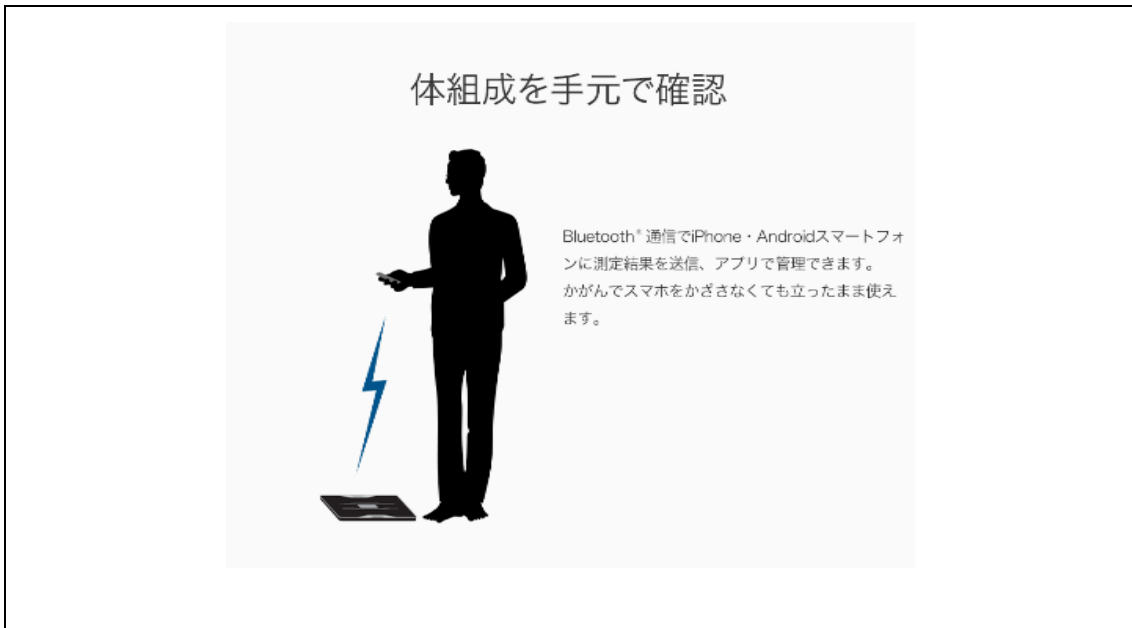 体組成を手元で確認
Bluetooth® 通信でiPhone・Androidスマートフォ
ンに測定結果を送信、アプリで管理できます。
かがんでスマホをかざさなくても立ったまま使え
ます。